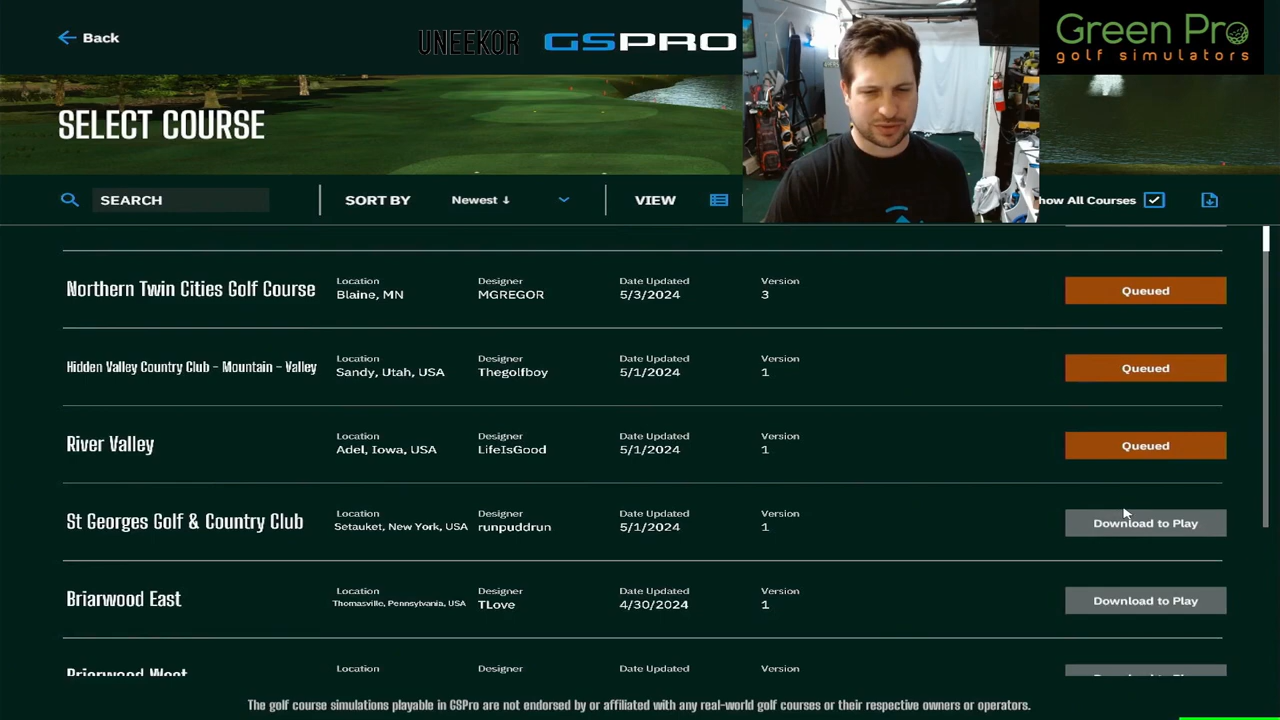 Back
UNEEKOR GSPRO
Green Pro
golf simulators
SELECT COURSE
SEARCH
SORT BY Newest ↓
VIEW
how All Courses
Location Designer Date Updated Version
Northern Twin Cities Golf Course Blaine, MN MGREGOR 5/3/2024 3 Queued
Location Designer Date Updated Version
Hidden Valley Country Club - Mountain - Valley Sandy, Utah, USA Thegolfboy 5/1/2024 1 Queued
Location Designer Date Updated Version
River Valley Adel, Iowa, USA LifeIsGood 5/1/2024 1 Queued
Location Designer Date Updated Version
St Georges Golf & Country Club Setauket, New York, USA runpuddrun 5/1/2024 1 Download to Play
Location Designer Date Updated Version
Briarwood East Thomasville, Pennsylvania, USA TLove 4/30/2024 1 Download to Play
Location Designer Date Updated Version
Briarwood West Download to Play
The golf course simulations playable in GSPro are not endorsed by or affiliated with any real-world golf courses or their respective owners or operators.